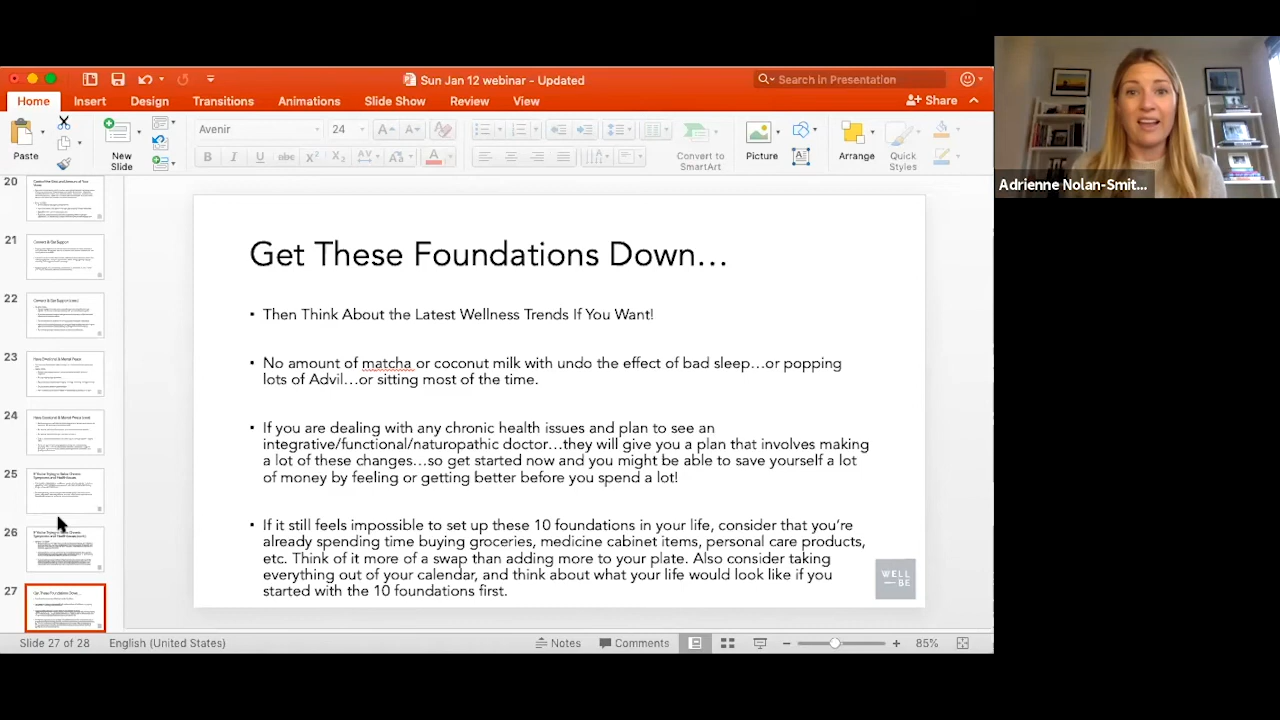 Sun Jan 12 webinar - Updated
Search in Presentation
Home Insert Design Transitions Animations Slide Show Review View
Share
Avenir 24
Paste
New
Slide
Convert to
SmartArt
Picture
Arrange
Quick
Styles
Adrienne Nolan-Smit...
20
21
Connect & Get Support
22
23
24
25
26
27
Get These Foundations Down…
Get These Foundations Down…
• Then Think About the Latest Wellness Trends If You Want!
• No amount of matcha or coconut oil with undo the effects of bad sleep…or popping
lots of meds…or sitting most of the time.
• If you are dealing with any chronic health issues and plan to see an
integrative/functional/naturopathic doctor…they will give you a plan that involves making
a lot of these changes…so get started now and you might be able to save yourself a lot
of money by feeling or getting better before you spend a lot!
• If it still feels impossible to set up these 10 foundations in your life, consider that you're
already spending time buying groceries, medicine cabinet items, personal care products,
etc. Think of it more of a swap than adding more to your plate. Also consider taking
everything out of your calendar, and think about what your life would look like if you
started with the 10 foundations first.
WELL
BE
Slide 27 of 28
English (United States)
Notes
Comments
85%